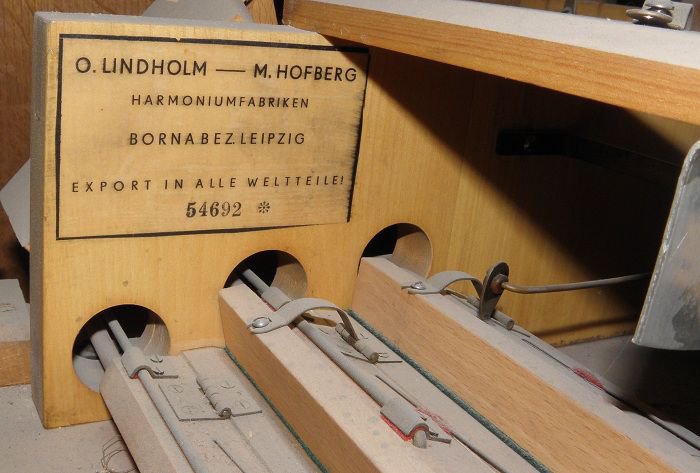 O. LINDHOLM — M. HOFBERG
HARMONIUMFABRIKEN
BORNA BEZ. LEIPZIG
EXPORT IN ALLE WELTTEILE!
54692 *